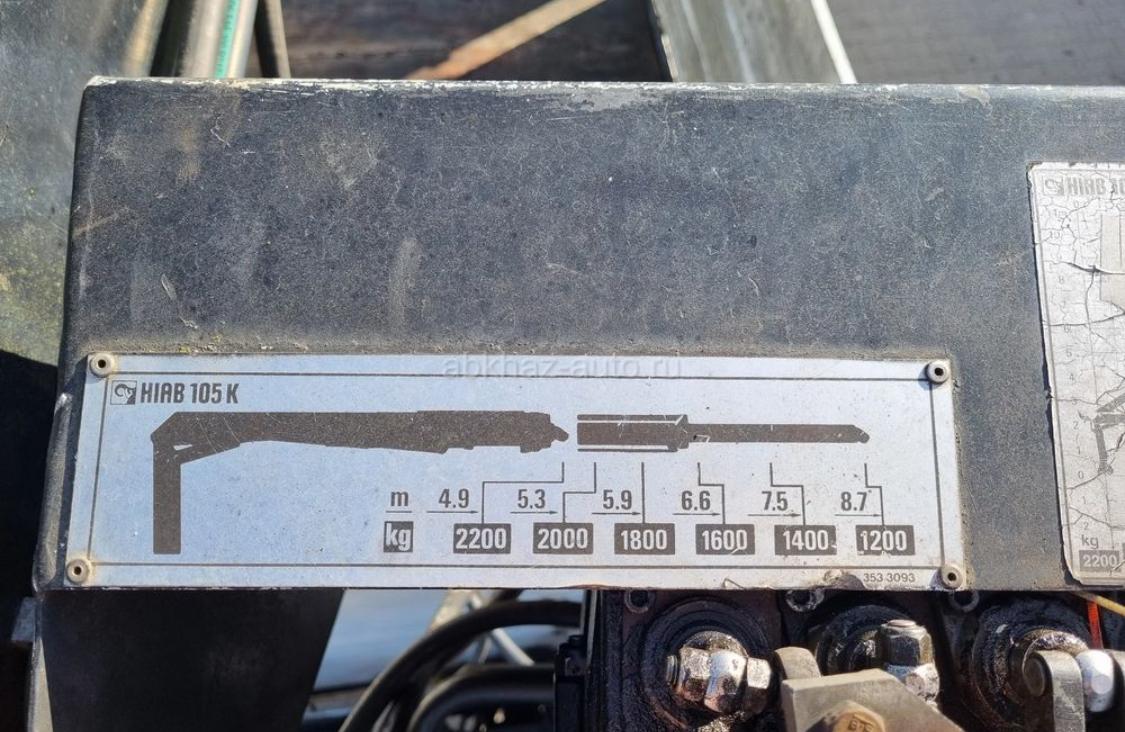 abkhaz-auto.ru
HIAB 105 K
m 4.9 5.3 5.9 6.6 7.5 8.7
kg 2200 2000 1800 1600 1400 1200
353 3093
HIAB
kg
2200